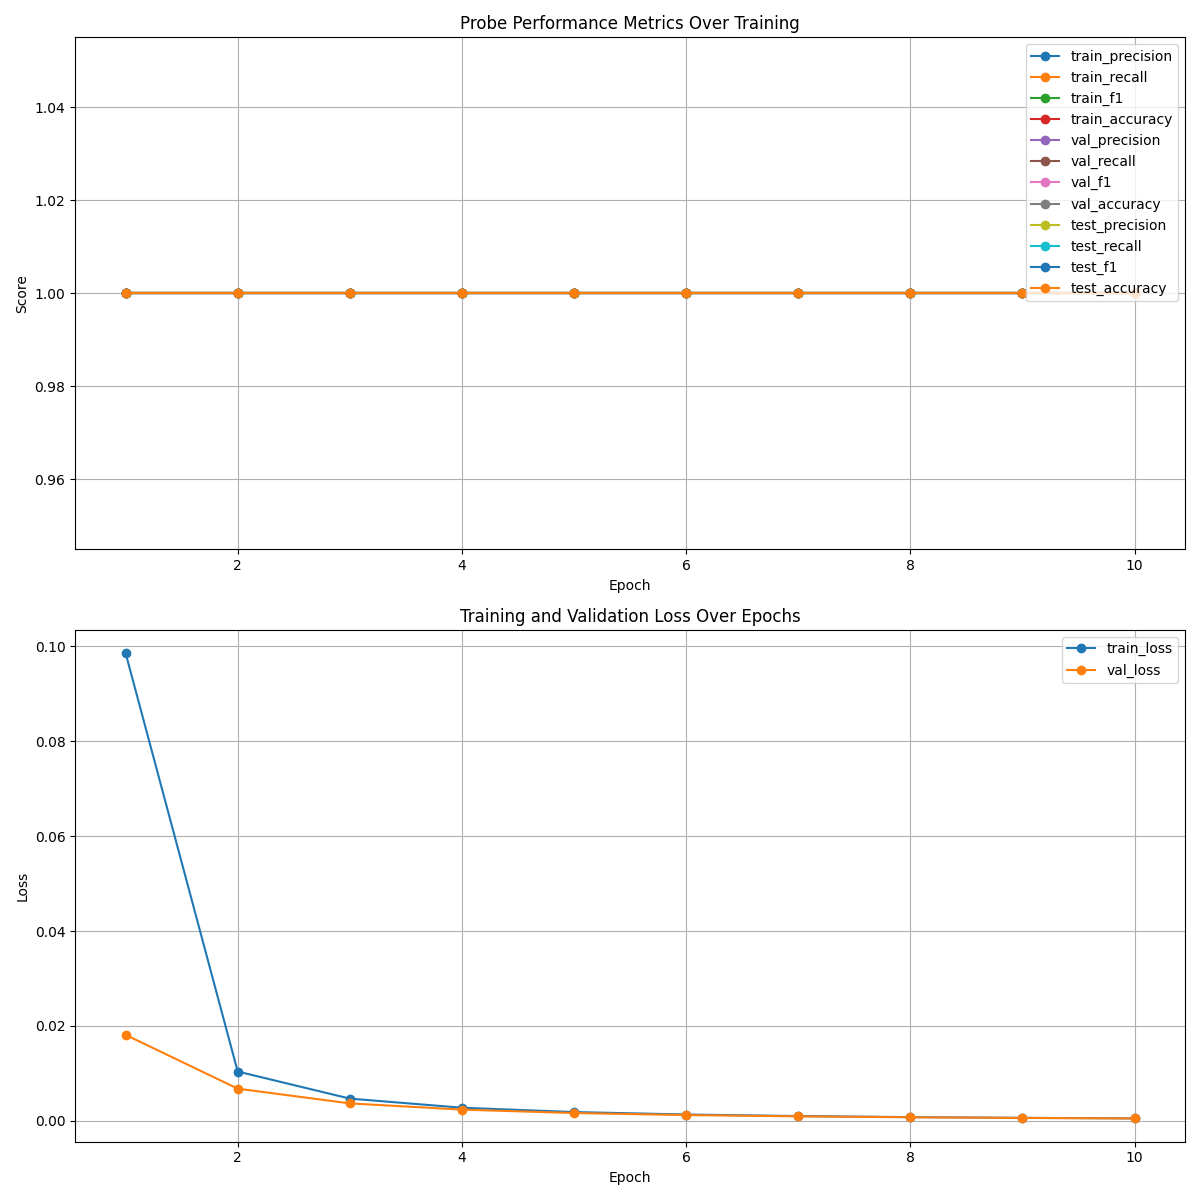 Probe Performance Metrics Over Training
train_precision
train_recall
train_f1
train_accuracy
val_precision
val_recall
val_f1
val_accuracy
test_precision
test_recall
test_f1
test_accuracy
1.04
1.02
1.00
0.98
0.96
Score
2 4 6 8 10
Epoch
Training and Validation Loss Over Epochs
train_loss
val_loss
0.10
0.08
0.06
0.04
0.02
0.00
Loss
2 4 6 8 10
Epoch